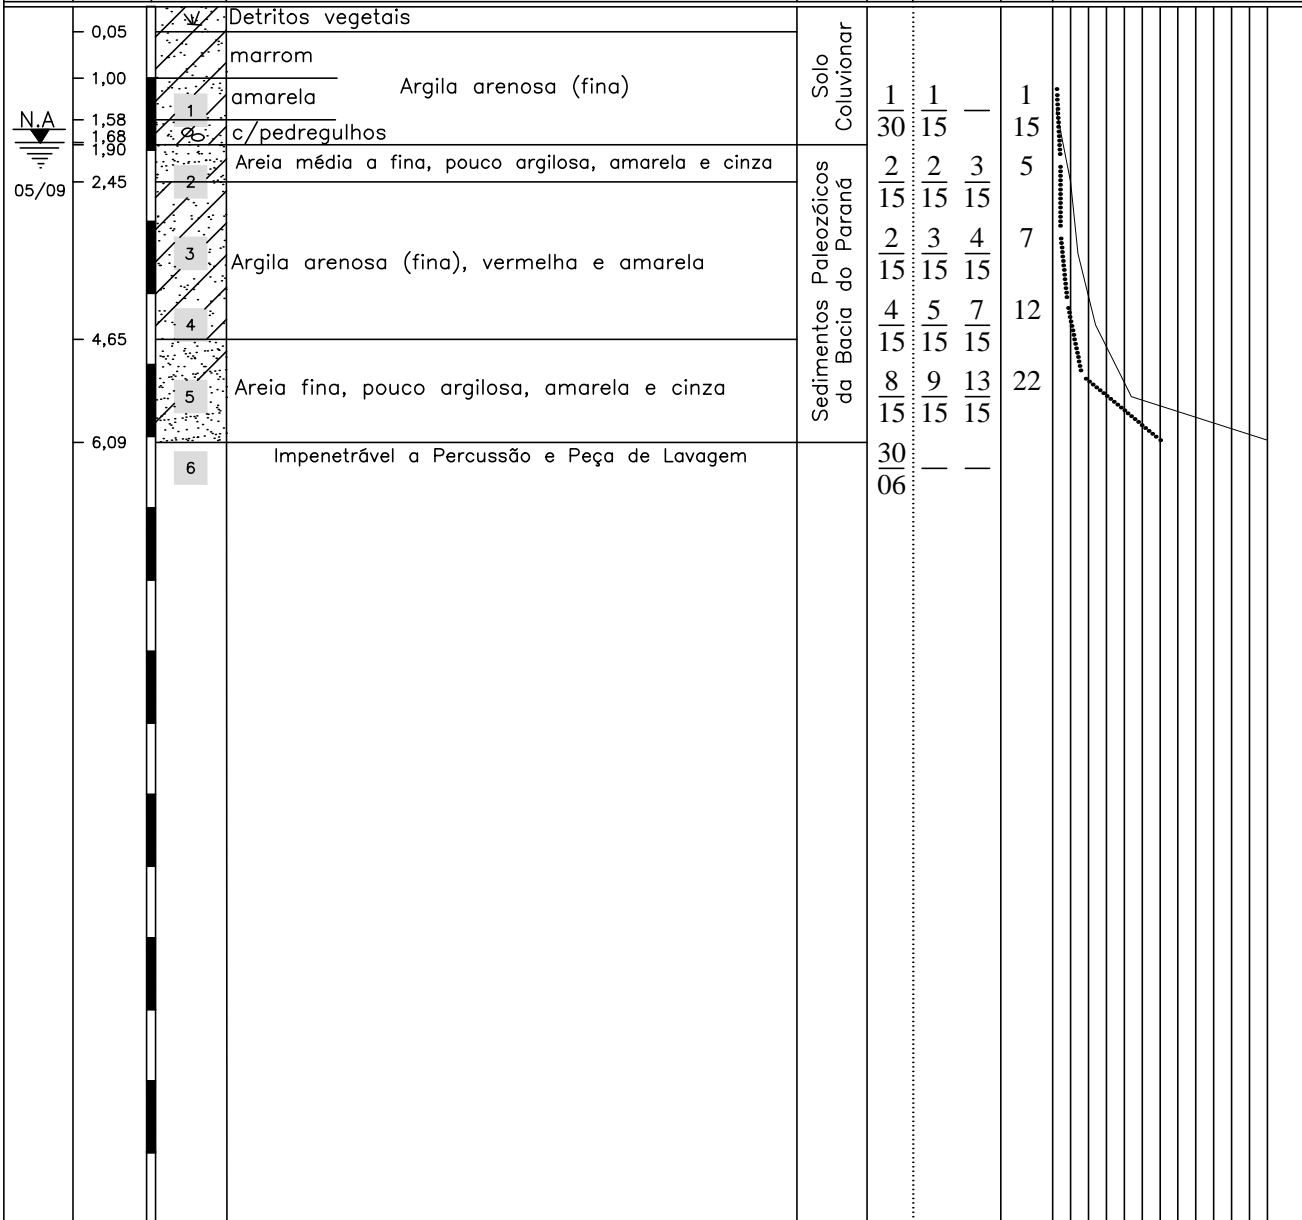 Detritos vegetais
0,05
marrom
1,00
Argila arenosa (fina)
amarela
1
N.A
1,58
c/pedregulhos
1,68
1,90
Solo
Coluvionar
1 1 — 1
30 15 15
Areia média a fina, pouco argilosa, amarela e cinza
05/09
2,45
2
2 2 3 5
15 15 15
3
Argila arenosa (fina), vermelha e amarela
2 3 4 7
15 15 15
Sedimentos Paleozóicos
da Bacia do Paraná
4
4 5 7 12
15 15 15
4,65
5
Areia fina, pouco argilosa, amarela e cinza
8 9 13 22
15 15 15
6,09
Impenetrável a Percussão e Peça de Lavagem
6
30 — —
06